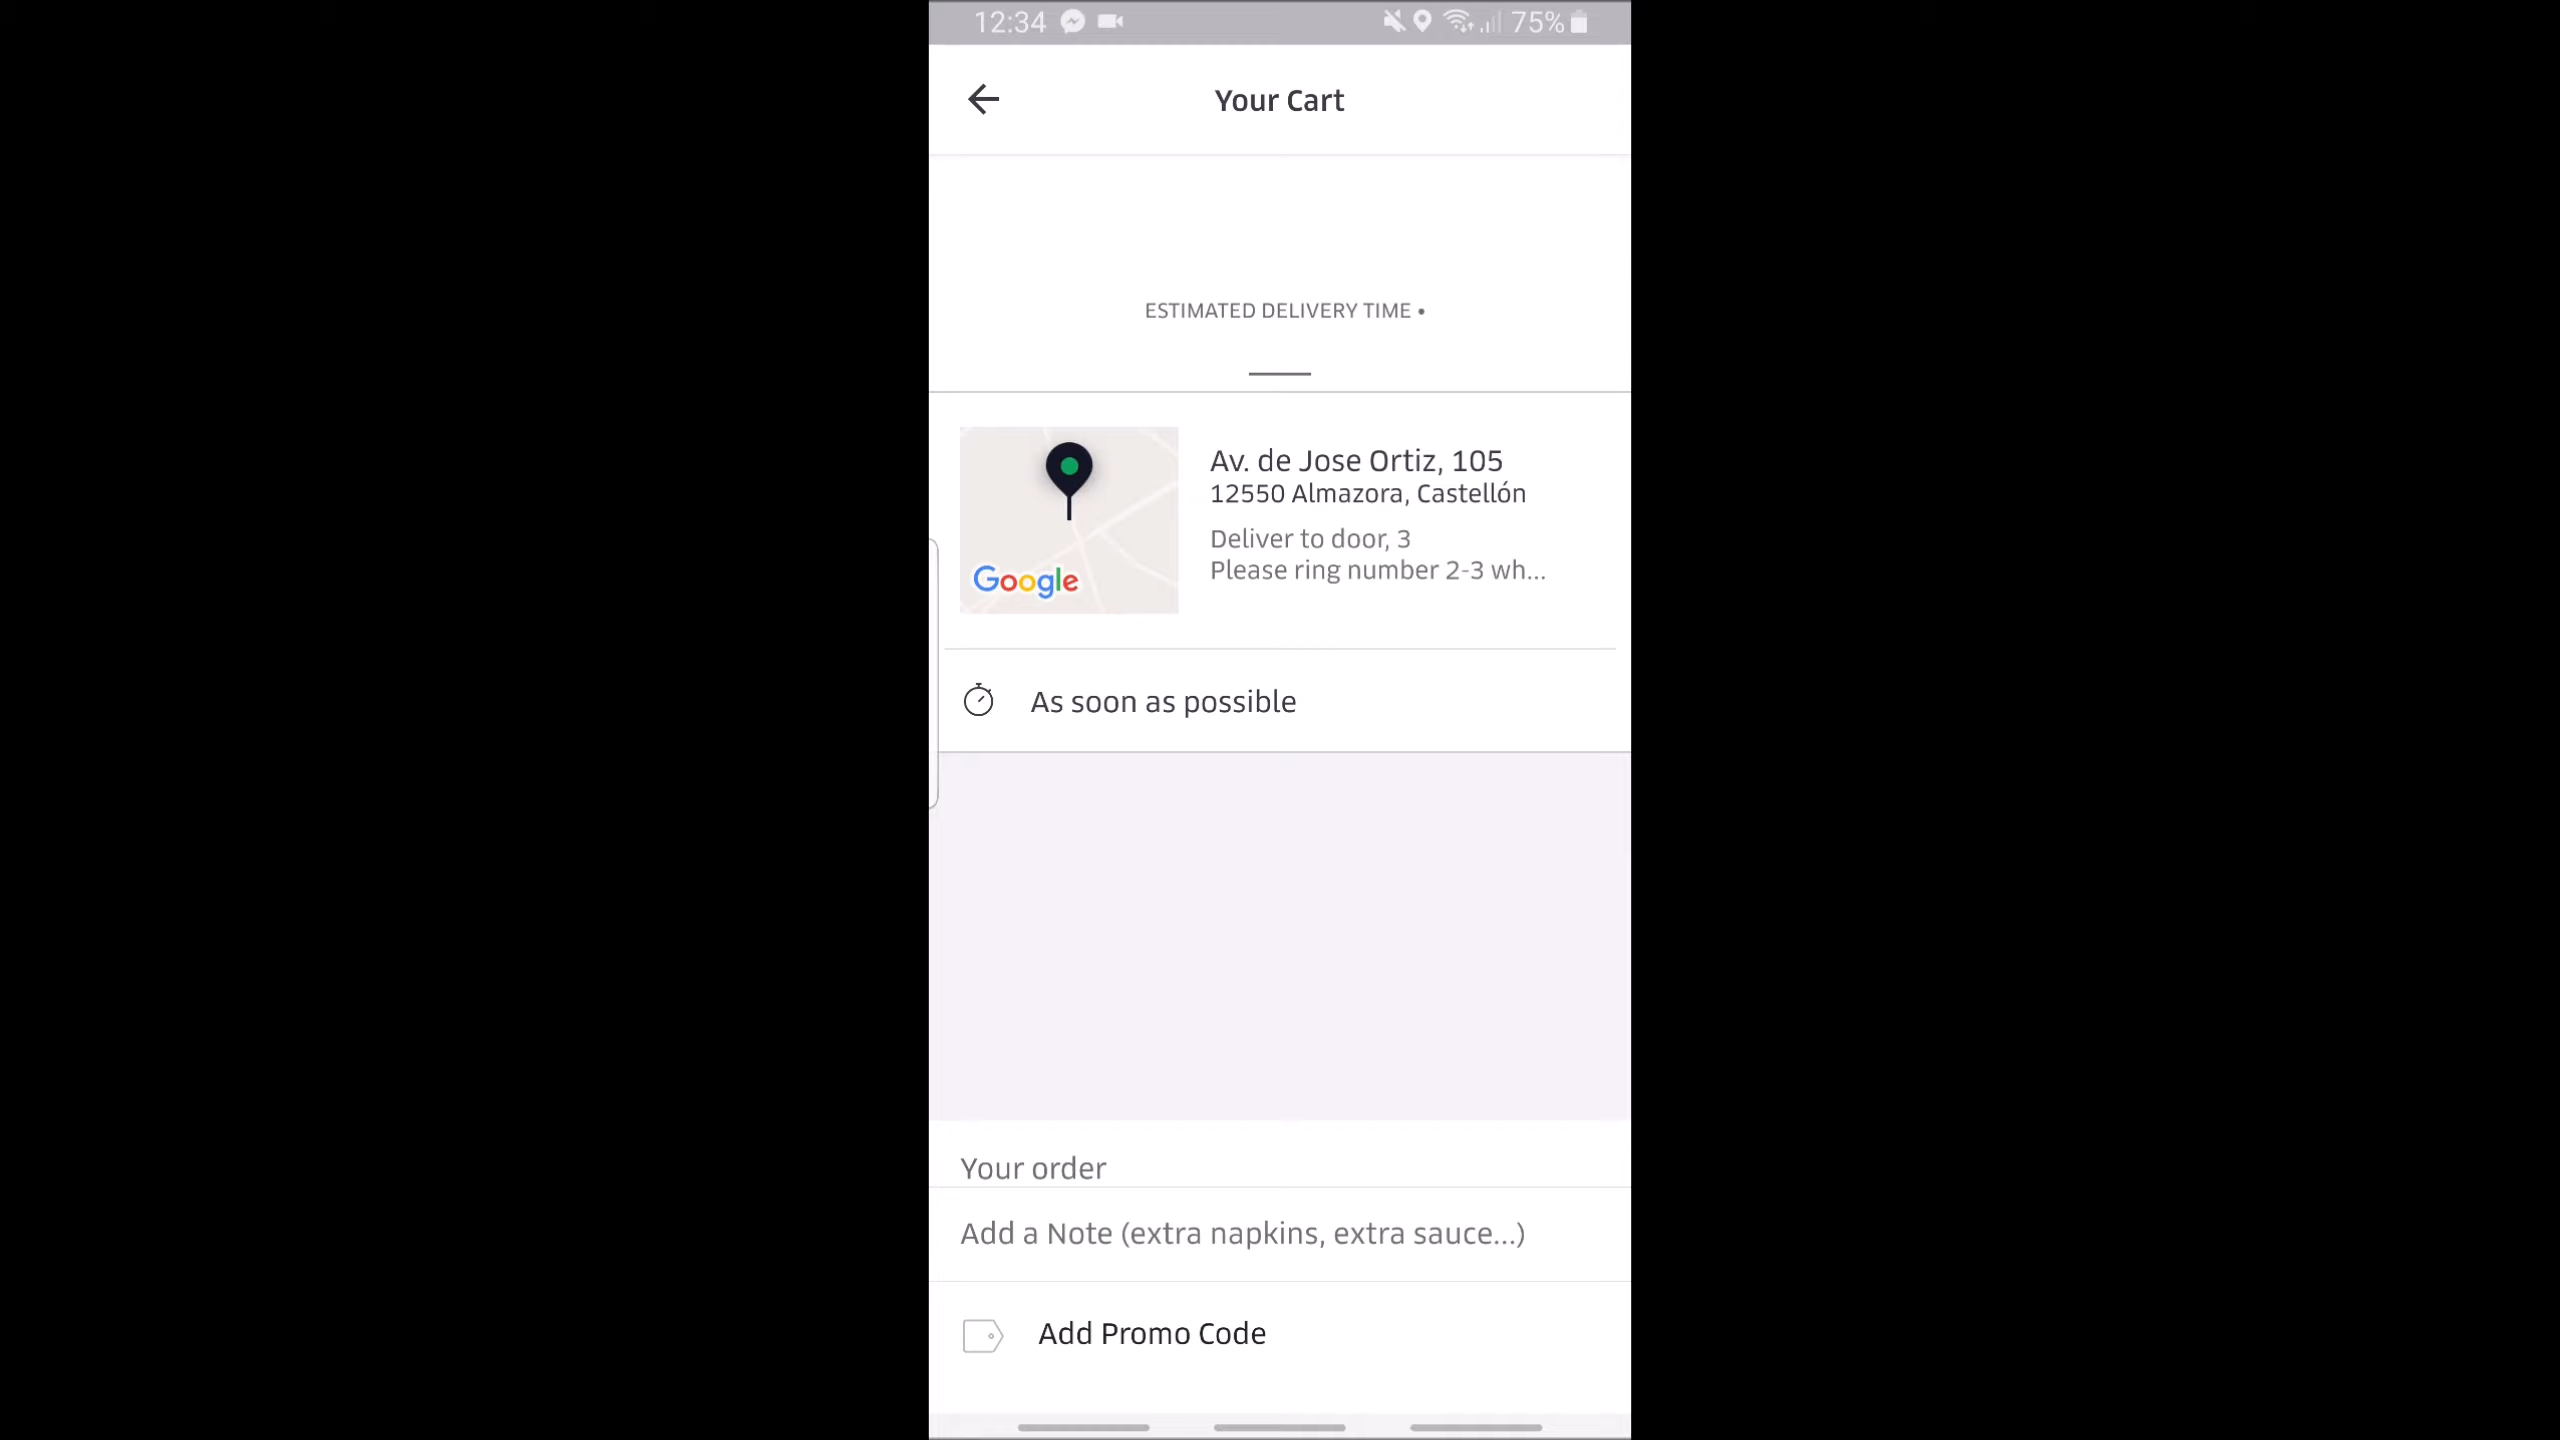 12:34
75%
Your Cart
ESTIMATED DELIVERY TIME •
Av. de Jose Ortiz, 105
12550 Almazora, Castellón
Deliver to door, 3
Please ring number 2-3 wh...
Google
As soon as possible
Your order
Add a Note (extra napkins, extra sauce...)
Add Promo Code